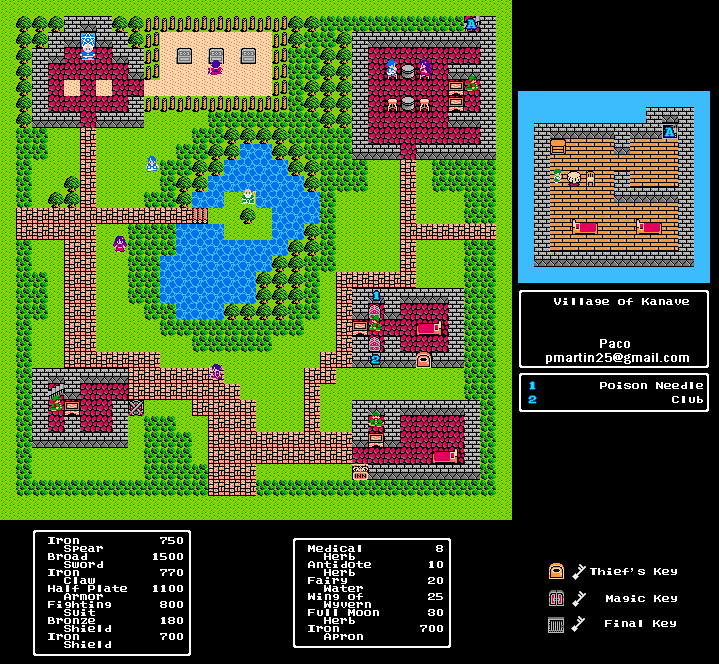 A
A
Village of Kanave
Paco
pmartin25@gmail.com
1
1 Poison Needle
2 Club
2
INN
Iron 750
Spear
Broad 1500
Sword
Iron 770
Claw
Half Plate 1100
Armor
Fighting 800
Suit
Bronze 180
Shield
Iron 700
Shield
Medical 8
Herb
Antidote 10
Herb
Fairy 20
Water
Wing of 25
Wyvern
Full Moon 30
Herb
Iron 700
Apron
Thief's Key
Magic Key
Final Key